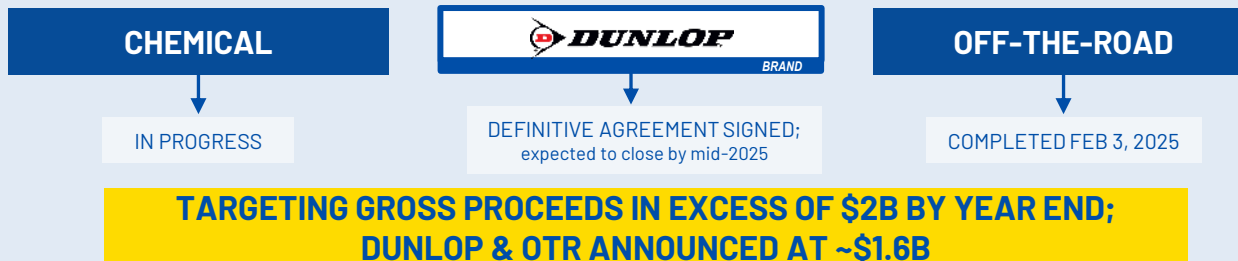 CHEMICAL
IN PROGRESS
DUNLOP
BRAND
DEFINITIVE AGREEMENT SIGNED;
expected to close by mid-2025
OFF-THE-ROAD
COMPLETED FEB 3, 2025
TARGETING GROSS PROCEEDS IN EXCESS OF $2B BY YEAR END;
DUNLOP & OTR ANNOUNCED AT ~$1.6B